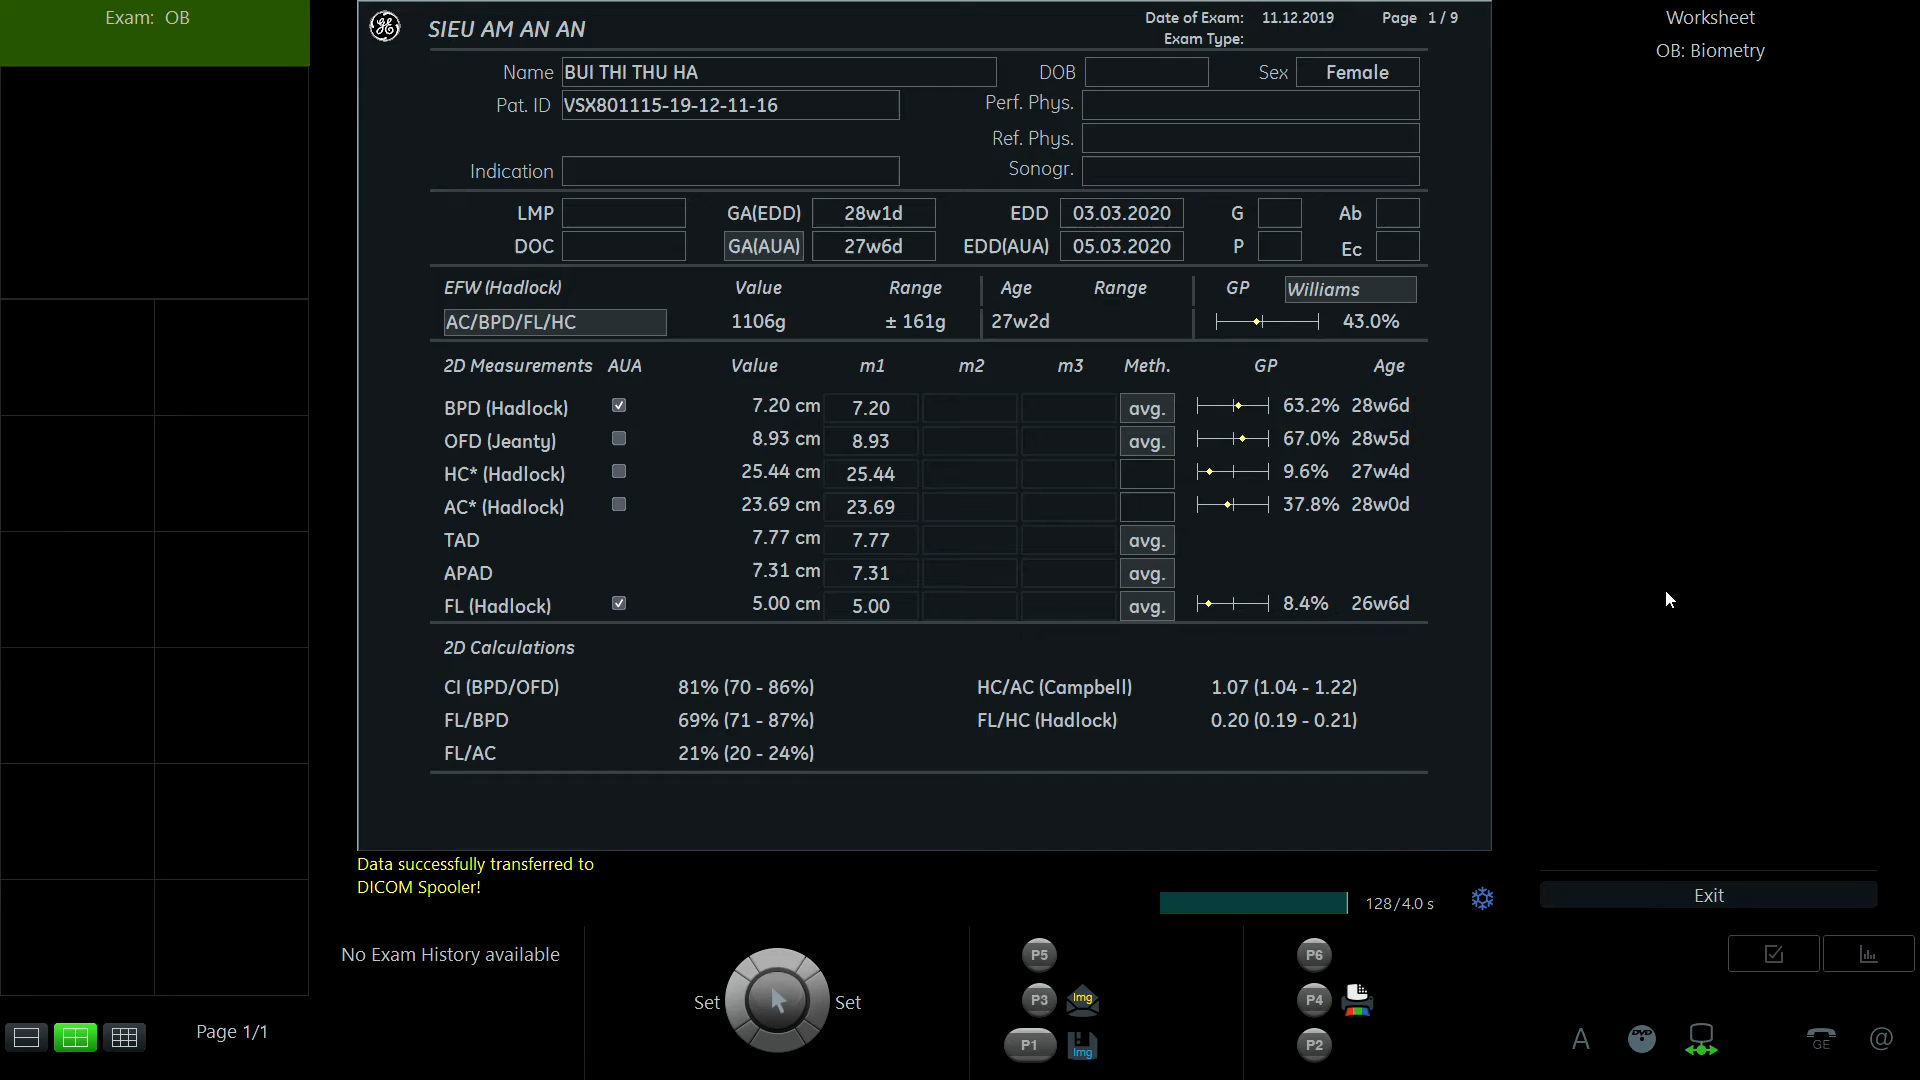 Exam: OB
SIEU AM AN AN
Date of Exam: 11.12.2019 Page 1 / 9
Exam Type:
Worksheet
OB: Biometry
Name BUI THI THU HA DOB Sex Female
Pat. ID VSX801115-19-12-11-16 Perf. Phys.
Ref. Phys.
Indication Sonogr.
LMP GA(EDD) 28w1d EDD 03.03.2020 G Ab
DOC GA(AUA) 27w6d EDD(AUA) 05.03.2020 P Ec
EFW (Hadlock) Value Range Age Range GP Williams
AC/BPD/FL/HC 1106g ± 161g 27w2d 43.0%
2D Measurements AUA Value m1 m2 m3 Meth. GP Age
BPD (Hadlock) 7.20 cm 7.20 avg. 63.2% 28w6d
OFD (Jeanty) 8.93 cm 8.93 avg. 67.0% 28w5d
HC* (Hadlock) 25.44 cm 25.44 9.6% 27w4d
AC* (Hadlock) 23.69 cm 23.69 37.8% 28w0d
TAD 7.77 cm 7.77 avg.
APAD 7.31 cm 7.31 avg.
FL (Hadlock) 5.00 cm 5.00 avg. 8.4% 26w6d
2D Calculations
CI (BPD/OFD) 81% (70 - 86%) HC/AC (Campbell) 1.07 (1.04 - 1.22)
FL/BPD 69% (71 - 87%) FL/HC (Hadlock) 0.20 (0.19 - 0.21)
FL/AC 21% (20 - 24%)
Data successfully transferred to
DICOM Spooler!
128/4.0 s
Exit
No Exam History available
Set Set
P5
P3 Img
P1 Img
P6
P4
P2
Page 1/1
A DVD GE @